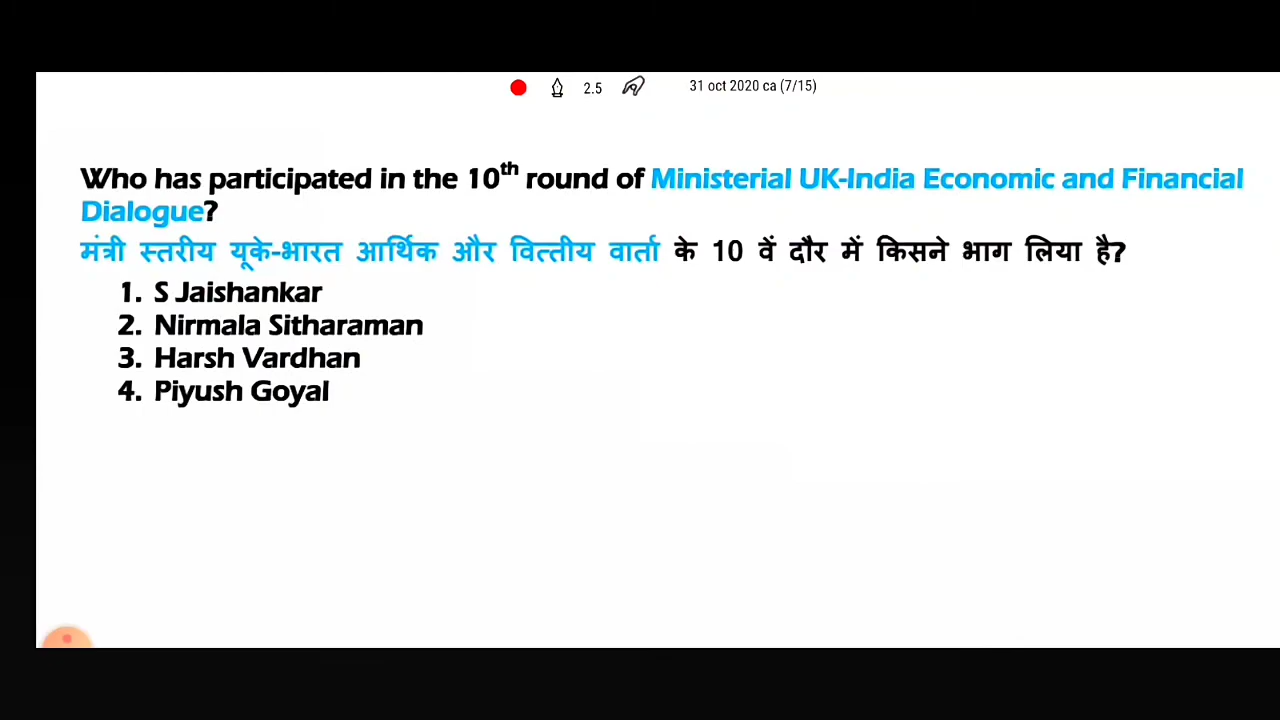 2.5 31 oct 2020 ca (7/15)
Who has participated in the 10th round of Ministerial UK-India Economic and Financial
Dialogue?
मंत्री स्तरीय यूके-भारत आर्थिक और वित्तीय वार्ता के 10 वें दौर में किसने भाग लिया है?
1. S Jaishankar
2. Nirmala Sitharaman
3. Harsh Vardhan
4. Piyush Goyal